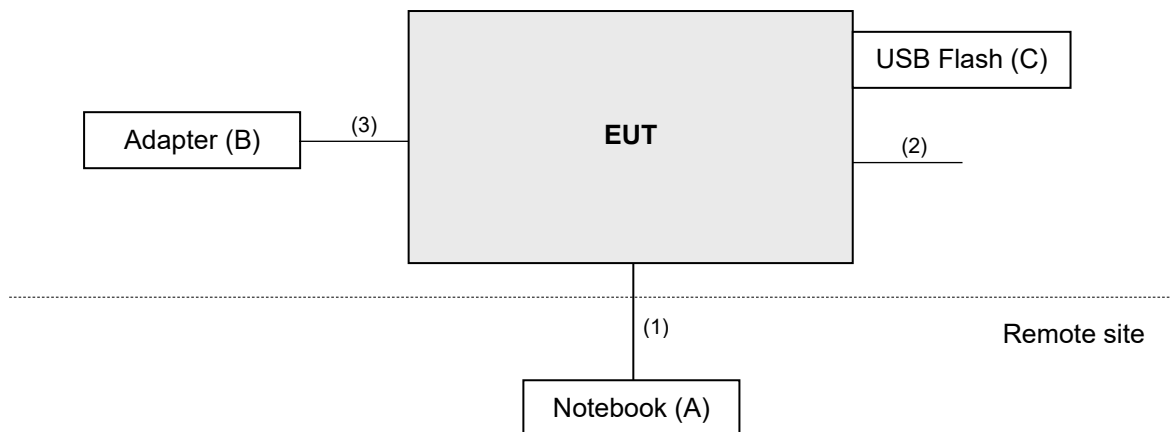 USB Flash (C)
Adapter (B)
(3)
EUT
(2)
(1)
Remote site
Notebook (A)